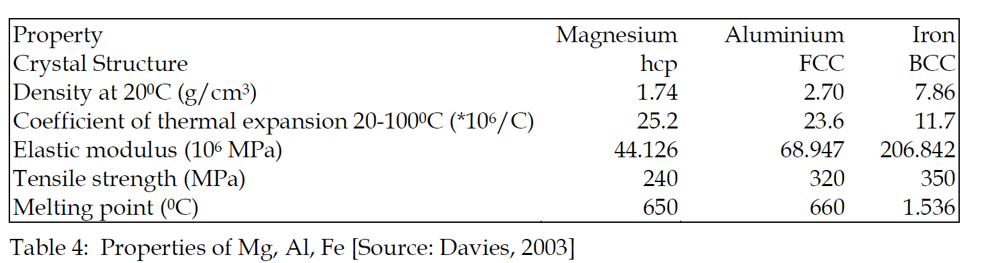 Property Magnesium Aluminium Iron
Crystal Structure hcp FCC BCC
Density at 20⁰C (g/cm³) 1.74 2.70 7.86
Coefficient of thermal expansion 20-100⁰C (*10⁶/C) 25.2 23.6 11.7
Elastic modulus (10⁶ MPa) 44.126 68.947 206.842
Tensile strength (MPa) 240 320 350
Melting point (⁰C) 650 660 1.536
Table 4: Properties of Mg, Al, Fe [Source: Davies, 2003]